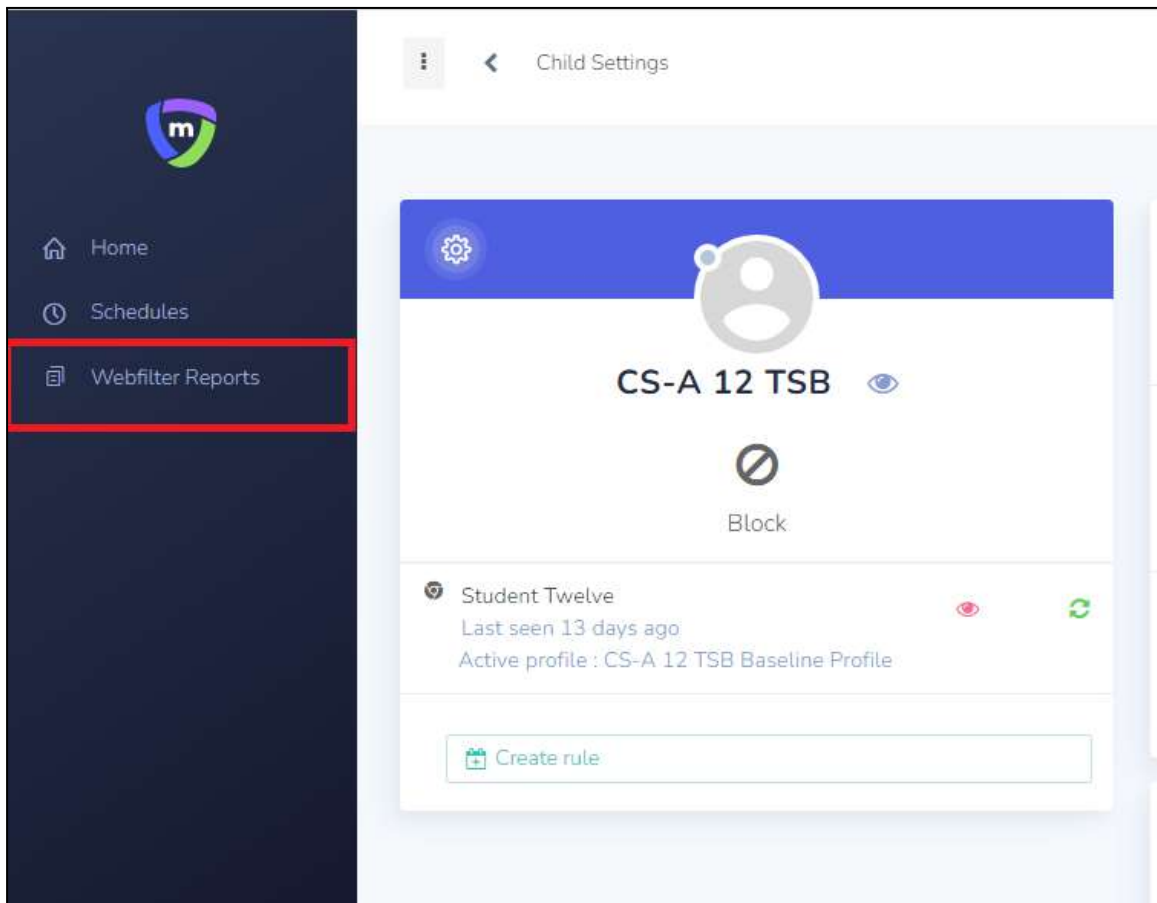 Child Settings
m
Home
Schedules
Webfilter Reports
CS-A 12 TSB
Block
Student Twelve
Last seen 13 days ago
Active profile : CS-A 12 TSB Baseline Profile
Create rule